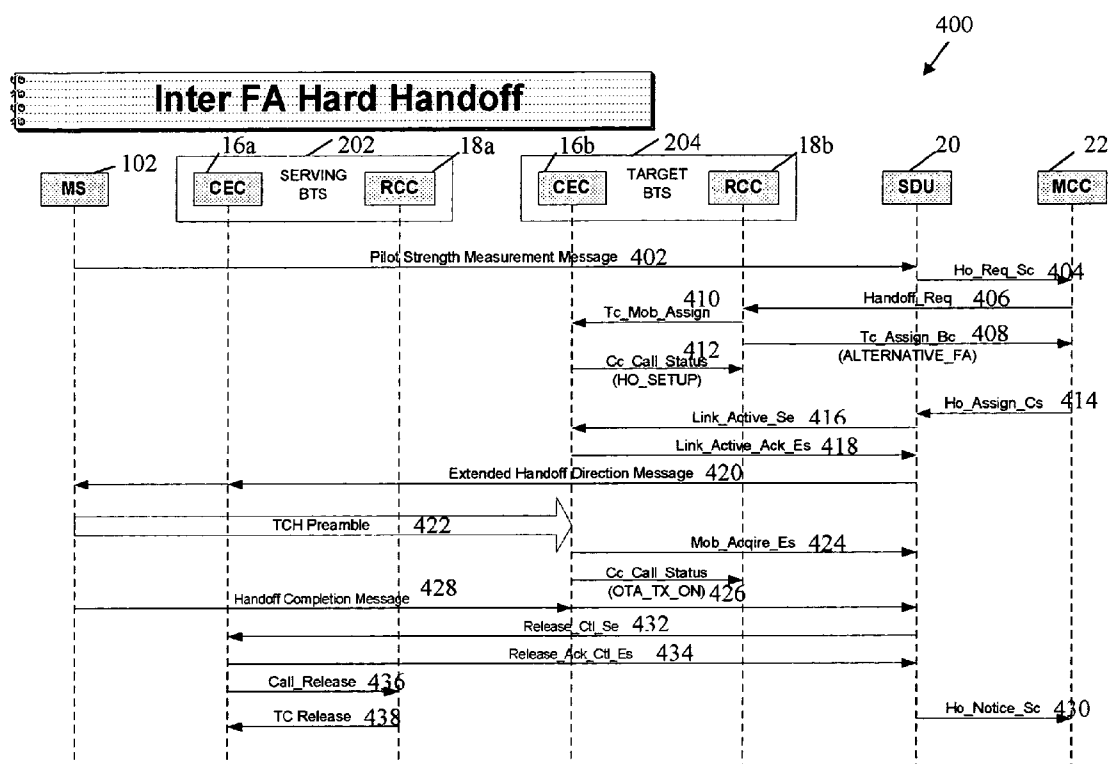 400
Inter FA Hard Handoff
102 16a 202 18a 16b 204 18b 20 22
MS CEC SERVING BTS RCC CEC TARGET BTS RCC SDU MCC
Pilot Strength Measurement Message 402
Ho_Req_Sc 404
Handoff_Req 406
410
Tc_Mob_Assign
Tc_Assign_Bc 408
(ALTERNATIVE_FA)
412
Cc_Call_Status
(HO_SETUP)
Ho_Assign_Cs 414
Link_Active_Se 416
Link_Active_Ack_Es 418
Extended Handoff Direction Message 420
TCH Preamble 422
Mob_Adqire_Es 424
Cc_Call_Status
(OTA_TX_ON) 426
Handoff Completion Message 428
Release_Ctl_Se 432
Release_Ack_Ctl_Es 434
Call_Release 436
TC Release 438
Ho_Notice_Sc 430